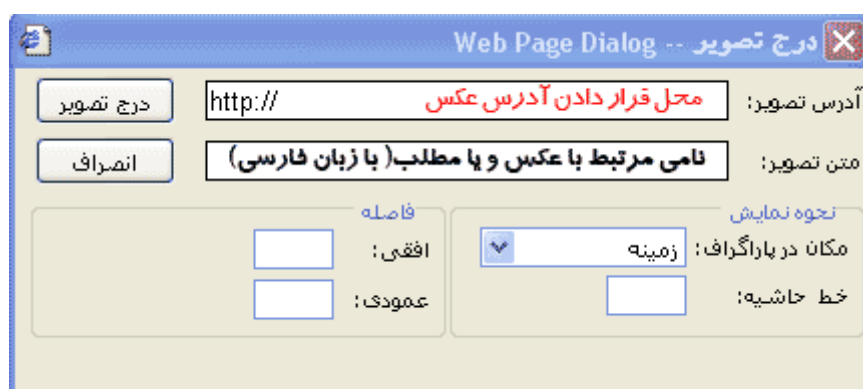 درج تصویر -- Web Page Dialog
آدرس تصویر: محل قرار دادن آدرس عکس http:// درج تصویر
متن تصویر: نامی مرتبط با عکس و یا مطلب( با زبان فارسی) انصراف
نحوه نمایش فاصله
مکان در پاراگراف: زمینه افقی:
خط حاشیه: عمودی: